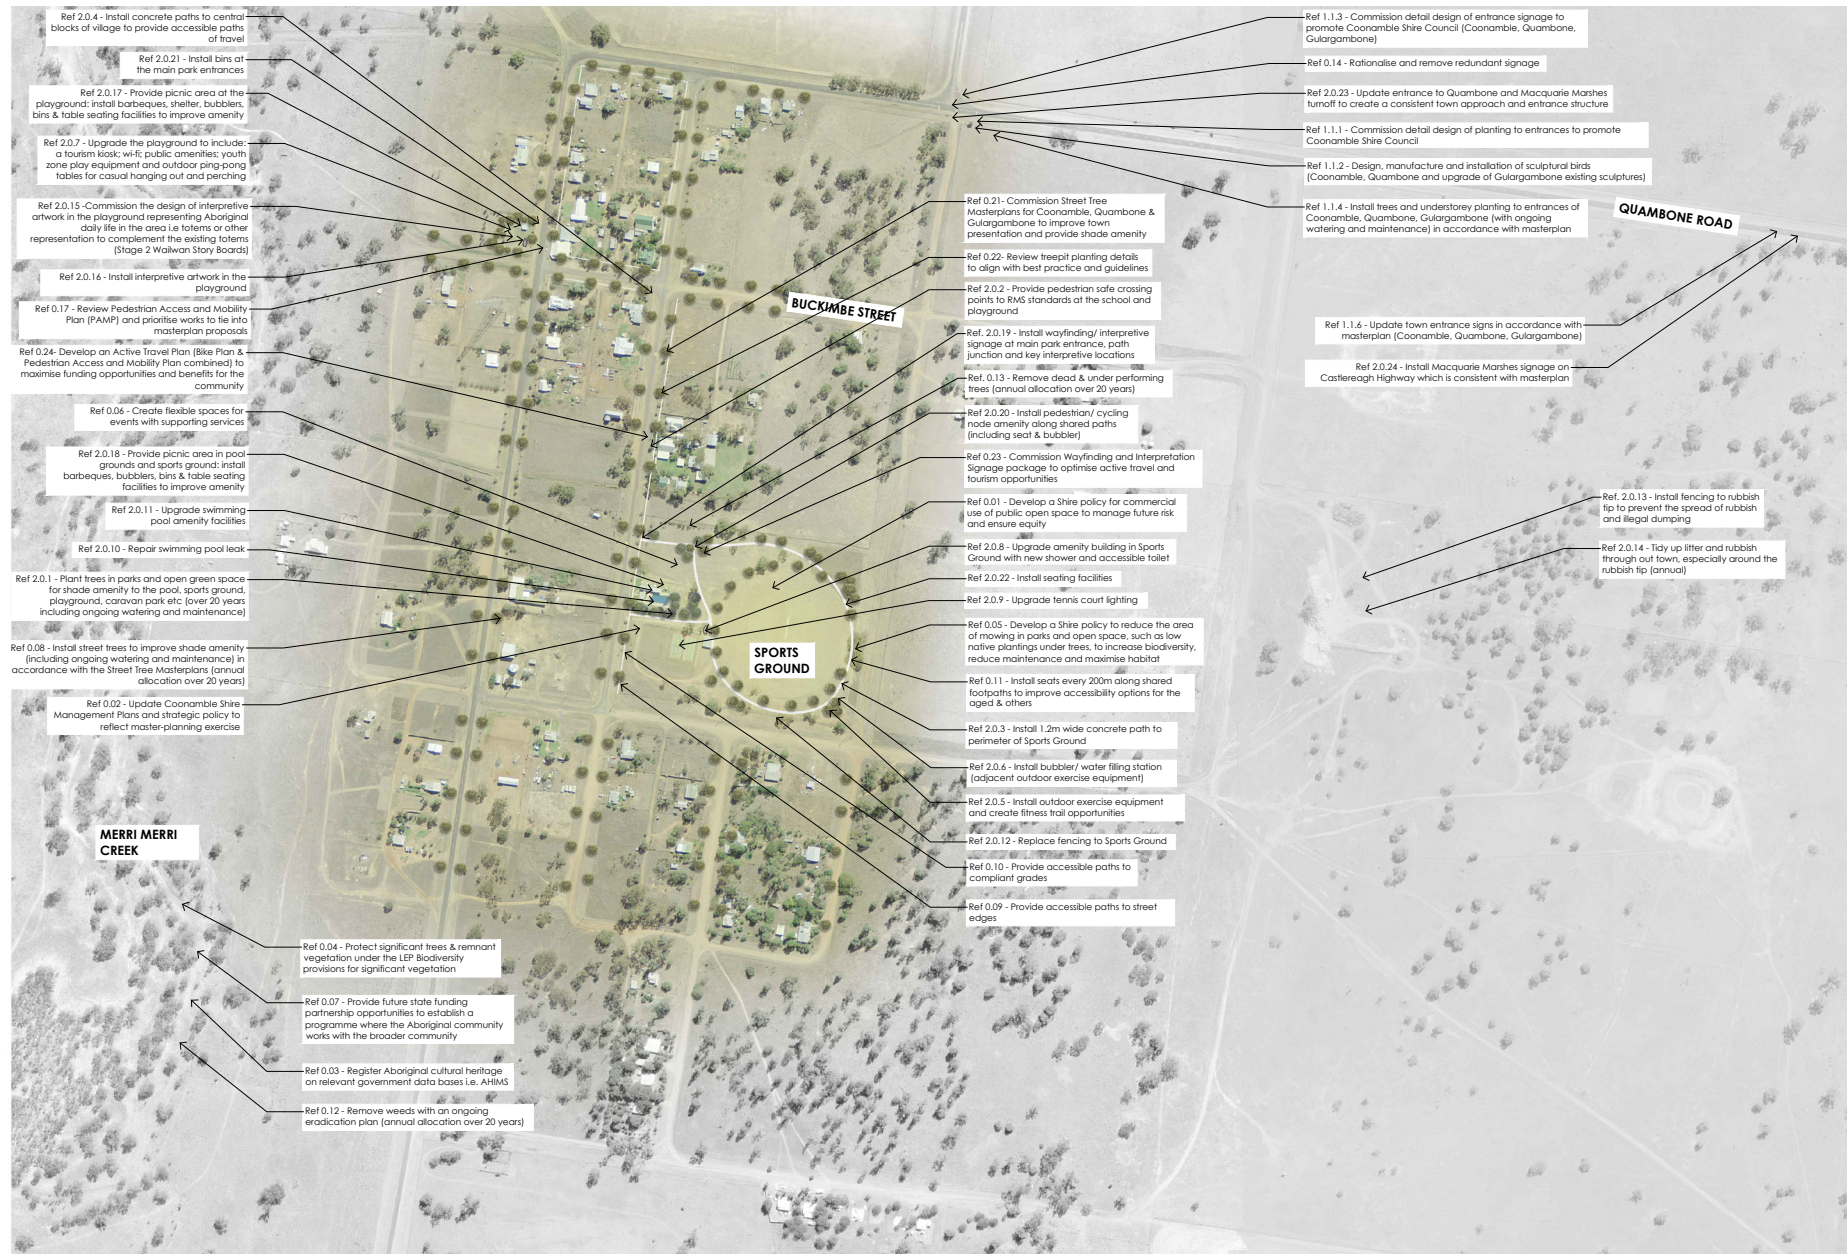 Ref 2.0.4 - Install concrete paths to central
blocks of village to provide accessible paths
of travel
Ref 2.0.21 - Install bins at
the main park entrances
Ref 2.0.17 - Provide picnic area at the
playground: install barbeques, shelter, bubblers,
bins & table seating facilities to improve amenity
Ref 2.0.7 - Upgrade the playground to include:
a tourism kiosk; wi-fi; public amenities; youth
zone play equipment and outdoor ping-pong
tables for casual hanging out and perching
Ref 2.0.15 -Commission the design of interpretive
artwork in the playground representing Aboriginal
daily life in the area i.e totems or other
representation to complement the existing totems
(Stage 2 Wailwan Story Boards)
Ref 2.0.16 - Install interpretive artwork in the
playground
Ref 0.17 - Review Pedestrian Access and Mobility
Plan (PAMP) and prioritise works to tie into
masterplan proposals
Ref 0.24- Develop an Active Travel Plan (Bike Plan &
Pedestrian Access and Mobility Plan combined) to
maximise funding opportunities and benefits for the
community
Ref 0.06 - Create flexible spaces for
events with supporting services
Ref 2.0.18 - Provide picnic area in pool
grounds and sports ground: install
barbeques, bubblers, bins & table seating
facilities to improve amenity
Ref 2.0.11 - Upgrade swimming
pool amenity facilities
Ref 2.0.10 - Repair swimming pool leak
Ref 2.0.1 - Plant trees in parks and open green space
for shade amenity to the pool, sports ground,
playground, caravan park etc (over 20 years
including ongoing watering and maintenance)
Ref 0.08 - Install street trees to improve shade amenity
(including ongoing watering and maintenance) in
accordance with the Street Tree Masterplans (annual
allocation over 20 years)
Ref 0.02 - Update Coonamble Shire
Management Plans and strategic policy to
reflect master-planning exercise
MERRI MERRI
CREEK
Ref 0.04 - Protect significant trees & remnant
vegetation under the LEP Biodiversity
provisions for significant vegetation
Ref 0.07 - Provide future state funding
partnership opportunities to establish a
programme where the Aboriginal community
works with the broader community
Ref 0.03 - Register Aboriginal cultural heritage
on relevant government data bases i.e. AHIMS
Ref 0.12 - Remove weeds with an ongoing
eradication plan (annual allocation over 20 years)
BUCKIMBE STREET
SPORTS
GROUND
Ref 0.21- Commission Street Tree
Masterplans for Coonamble, Quambone &
Gulargambone to improve town
presentation and provide shade amenity
Ref 0.22- Review treepit planting details
to align with best practice and guidelines
Ref 2.0.2 - Provide pedestrian safe crossing
points to RMS standards at the school and
playground
Ref. 2.0.19 - Install wayfinding/ interpretive
signage at main park entrance, path
junction and key interpretive locations
Ref. 0.13 - Remove dead & under performing
trees (annual allocation over 20 years)
Ref 2.0.20 - Install pedestrian/ cycling
node amenity along shared paths
(including seat & bubbler)
Ref 0.23 - Commission Wayfinding and Interpretation
Signage package to optimise active travel and
tourism opportunities
Ref 0.01 - Develop a Shire policy for commercial
use of public open space to manage future risk
and ensure equity
Ref 2.0.8 - Upgrade amenity building in Sports
Ground with new shower and accessible toilet
Ref 2.0.22 - Install seating facilities
Ref 2.0.9 - Upgrade tennis court lighting
Ref 0.05 - Develop a Shire policy to reduce the area
of mowing in parks and open space, such as low
native plantings under trees, to increase biodiversity,
reduce maintenance and maximise habitat
Ref 0.11 - Install seats every 200m along shared
footpaths to improve accessibility options for the
aged & others
Ref 2.0.3 - Install 1.2m wide concrete path to
perimeter of Sports Ground
Ref 2.0.6 - Install bubbler/ water filling station
(adjacent outdoor exercise equipment)
Ref 2.0.5 - Install outdoor exercise equipment
and create fitness trail opportunities
Ref 2.0.12 - Replace fencing to Sports Ground
Ref 0.10 - Provide accessible paths to
compliant grades
Ref 0.09 - Provide accessible paths to street
edges
Ref 1.1.3 - Commission detail design of entrance signage to
promote Coonamble Shire Council (Coonamble, Quambone,
Gulargambone)
Ref 0.14 - Rationalise and remove redundant signage
Ref 2.0.23 - Update entrance to Quambone and Macquarie Marshes
turnoff to create a consistent town approach and entrance structure
Ref 1.1.1 - Commission detail design of planting to entrances to promote
Coonamble Shire Council
Ref 1.1.2 - Design, manufacture and installation of sculptural birds
(Coonamble, Quambone and upgrade of Gulargambone existing sculptures)
Ref 1.1.4 - Install trees and understorey planting to entrances of
Coonamble, Quambone, Gulargambone (with ongoing
watering and maintenance) in accordance with masterplan
QUAMBONE ROAD
Ref 1.1.6 - Update town entrance signs in accordance with
masterplan (Coonamble, Quambone, Gulargambone)
Ref 2.0.24 - Install Macquarie Marshes signage on
Castlereagh Highway which is consistent with masterplan
Ref. 2.0.13 - Install fencing to rubbish
tip to prevent the spread of rubbish
and illegal dumping
Ref 2.0.14 - Tidy up litter and rubbish
through out town, especially around the
rubbish tip (annual)